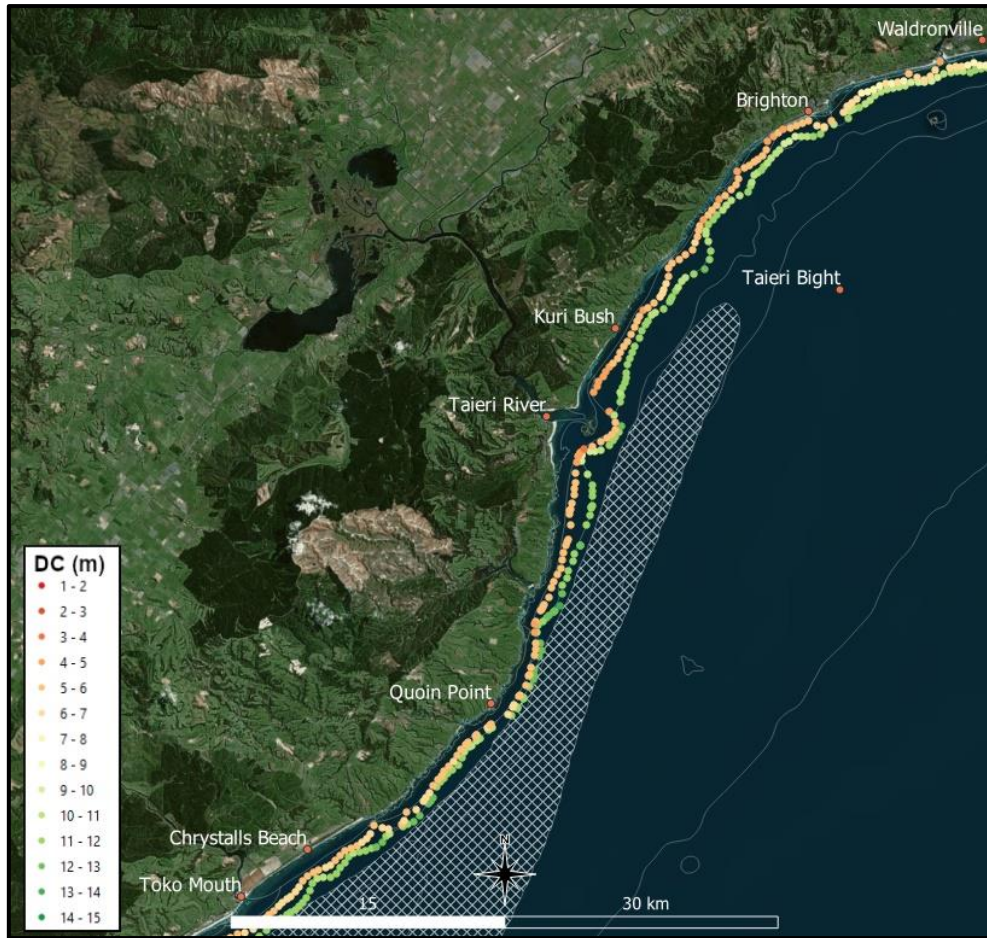 Waldronville
Brighton
Taieri Bight
Kuri Bush
Taieri River
Quoin Point
Chrystalls Beach
Toko Mouth
DC (m)
1 - 2
2 - 3
3 - 4
4 - 5
5 - 6
6 - 7
7 - 8
8 - 9
9 - 10
10 - 11
11 - 12
12 - 13
13 - 14
14 - 15
N
15
30 km